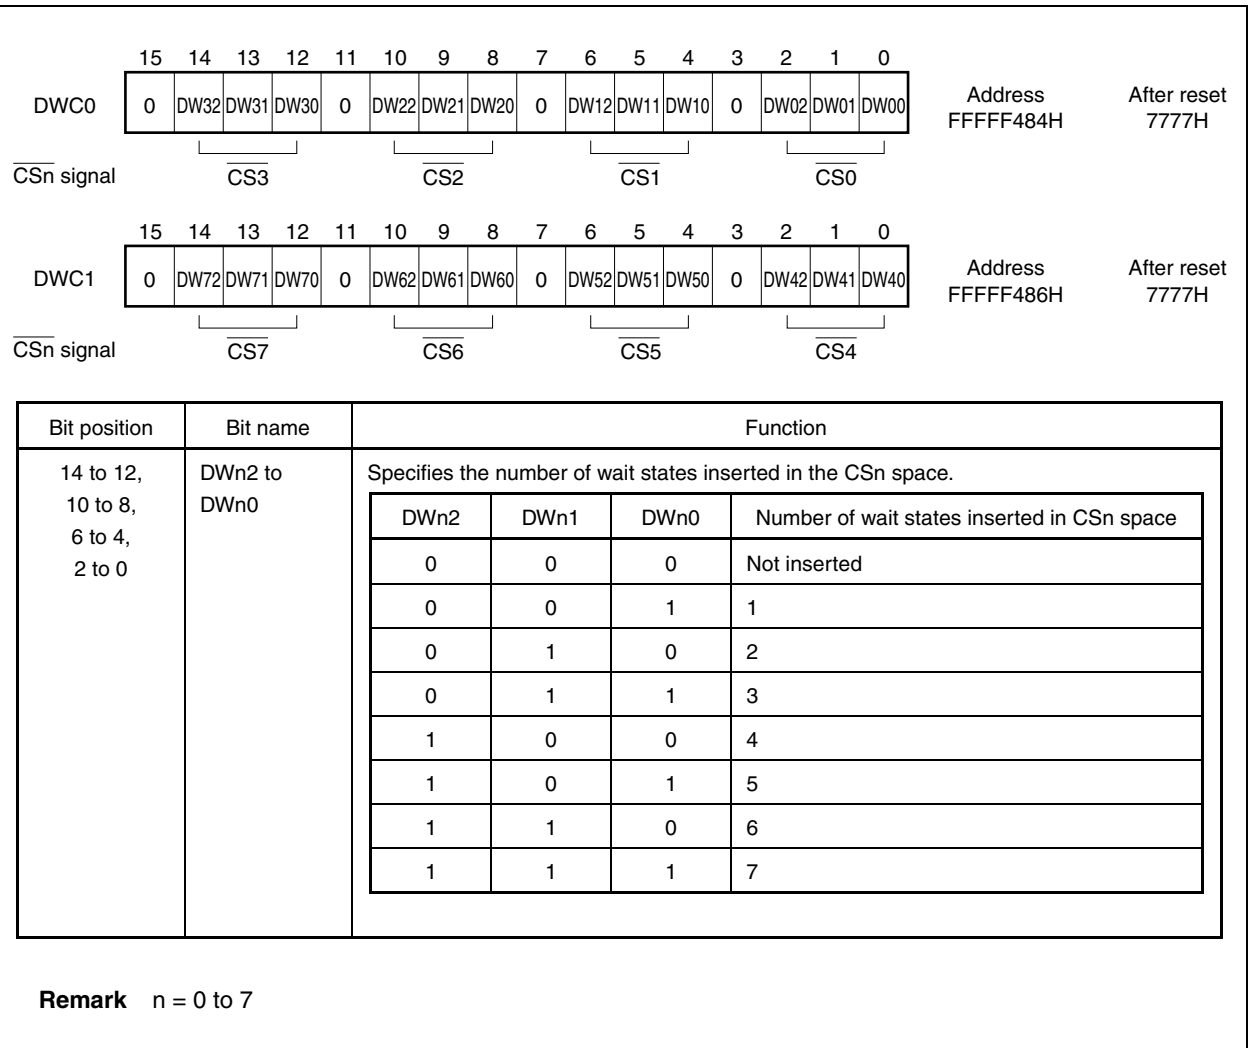 15 14 13 12 11 10 9 8 7 6 5 4 3 2 1 0
DWC0 0 DW32 DW31 DW30 0 DW22 DW21 DW20 0 DW12 DW11 DW10 0 DW02 DW01 DW00 Address FFFFF484H After reset 7777H
CSn signal CS3 CS2 CS1 CS0
15 14 13 12 11 10 9 8 7 6 5 4 3 2 1 0
DWC1 0 DW72 DW71 DW70 0 DW62 DW61 DW60 0 DW52 DW51 DW50 0 DW42 DW41 DW40 Address FFFFF486H After reset 7777H
CSn signal CS7 CS6 CS5 CS4
Bit position Bit name Function
14 to 12,
10 to 8,
6 to 4,
2 to 0
DWn2 to
DWn0
Specifies the number of wait states inserted in the CSn space.
DWn2 DWn1 DWn0 Number of wait states inserted in CSn space
0 0 0 Not inserted
0 0 1 1
0 1 0 2
0 1 1 3
1 0 0 4
1 0 1 5
1 1 0 6
1 1 1 7
Remark n = 0 to 7